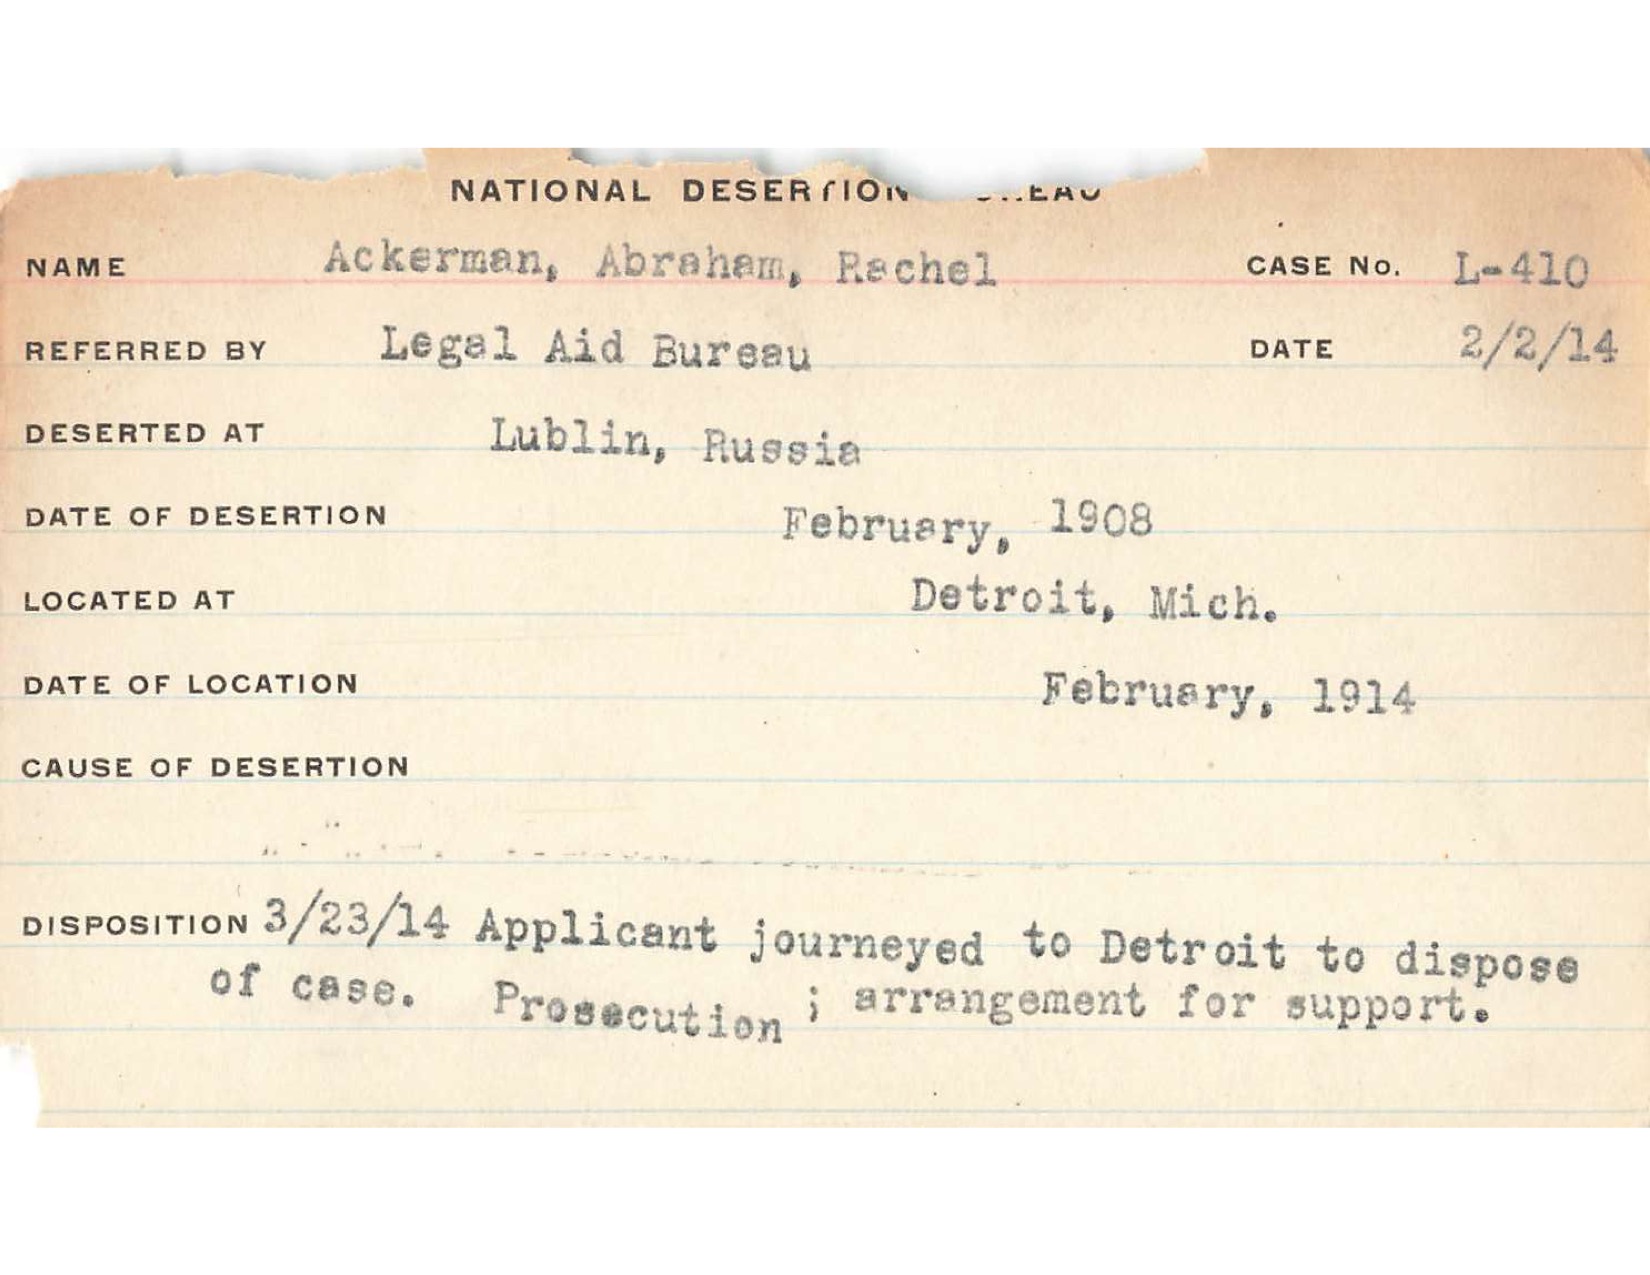 NATIONAL DESERTION BUREAU
NAME Ackerman, Abraham, Rachel CASE No. L-410
REFERRED BY Legal Aid Bureau DATE 2/2/14
DESERTED AT Lublin, Russia
DATE OF DESERTION February, 1908
LOCATED AT Detroit, Mich.
DATE OF LOCATION February, 1914
CAUSE OF DESERTION
DISPOSITION 3/23/14 Applicant journeyed to Detroit to dispose
of case. Prosecution ; arrangement for support.